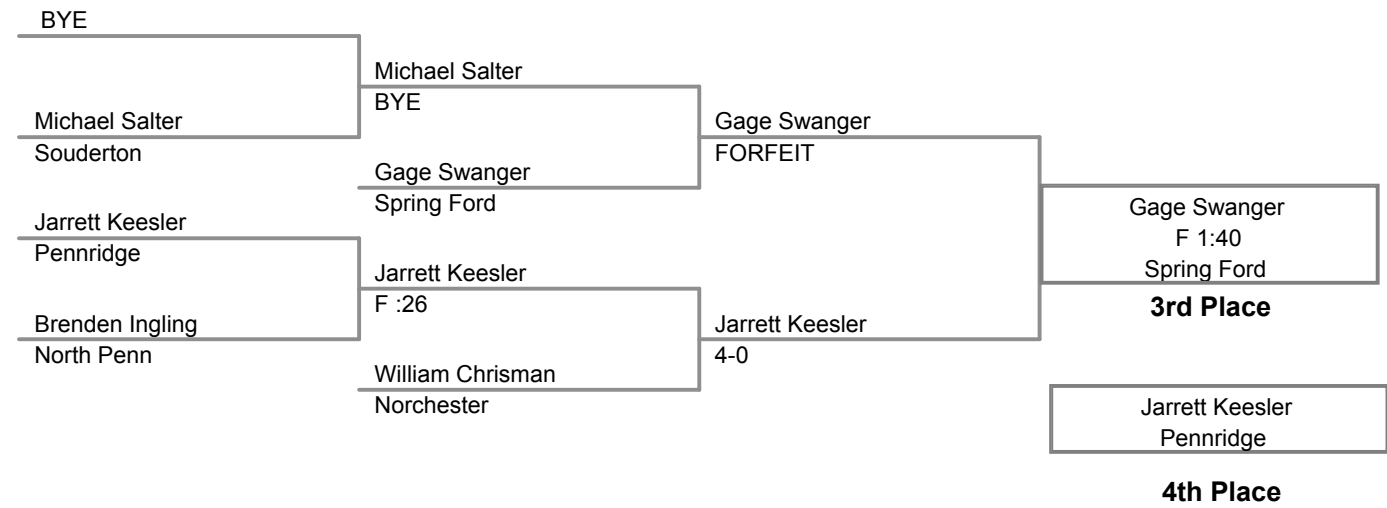 BYE
Michael Salter
Souderton
Jarrett Keesler
Pennridge
Brenden Ingling
North Penn
Michael Salter
BYE
Gage Swanger
Spring Ford
Jarrett Keesler
F :26
William Chrisman
Norchester
Gage Swanger
FORFEIT
Jarrett Keesler
4-0
Gage Swanger
F 1:40
Spring Ford
3rd Place
Jarrett Keesler
Pennridge
4th Place